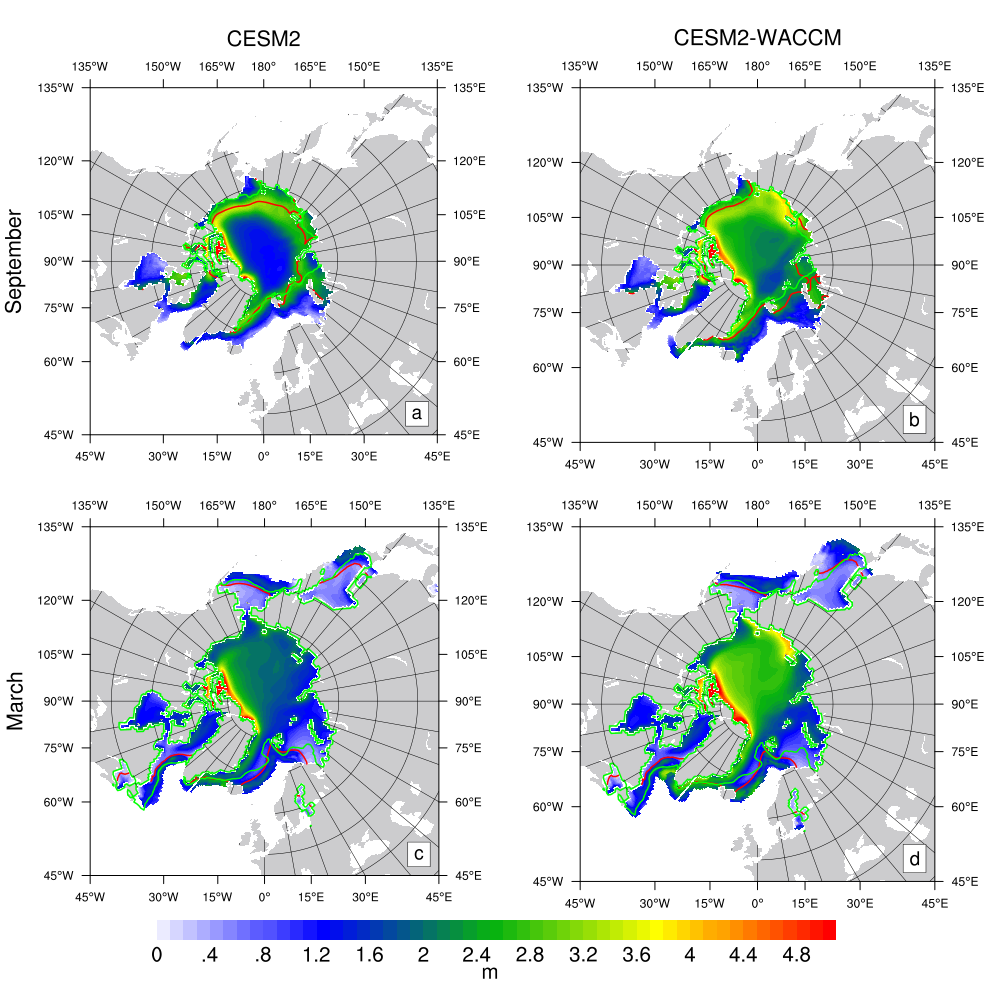 CESM2 CESM2-WACCM
135°W 150°W 165°W 180° 165°E 150°E 135°E 135°W 150°W 165°W 180° 165°E 150°E 135°E
135°W 135°E 135°W 135°E
120°W 120°E 120°W 120°E
105°W 105°E 105°W 105°E
September
90°W 90°E 90°W 90°E
75°W 75°E 75°W 75°E
60°W 60°E 60°W 60°E
a b
45°W 45°E 45°W 45°E
45°W 30°W 15°W 0° 15°E 30°E 45°E 45°W 30°W 15°W 0° 15°E 30°E 45°E
135°W 150°W 165°W 180° 165°E 150°E 135°E 135°W 150°W 165°W 180° 165°E 150°E 135°E
135°W 135°E 135°W 135°E
120°W 120°E 120°W 120°E
105°W 105°E 105°W 105°E
March
90°W 90°E 90°W 90°E
75°W 75°E 75°W 75°E
60°W 60°E 60°W 60°E
c d
45°W 45°E 45°W 45°E
45°W 30°W 15°W 0° 15°E 30°E 45°E 45°W 30°W 15°W 0° 15°E 30°E 45°E
0 .4 .8 1.2 1.6 2 2.4 2.8 3.2 3.6 4 4.4 4.8
m